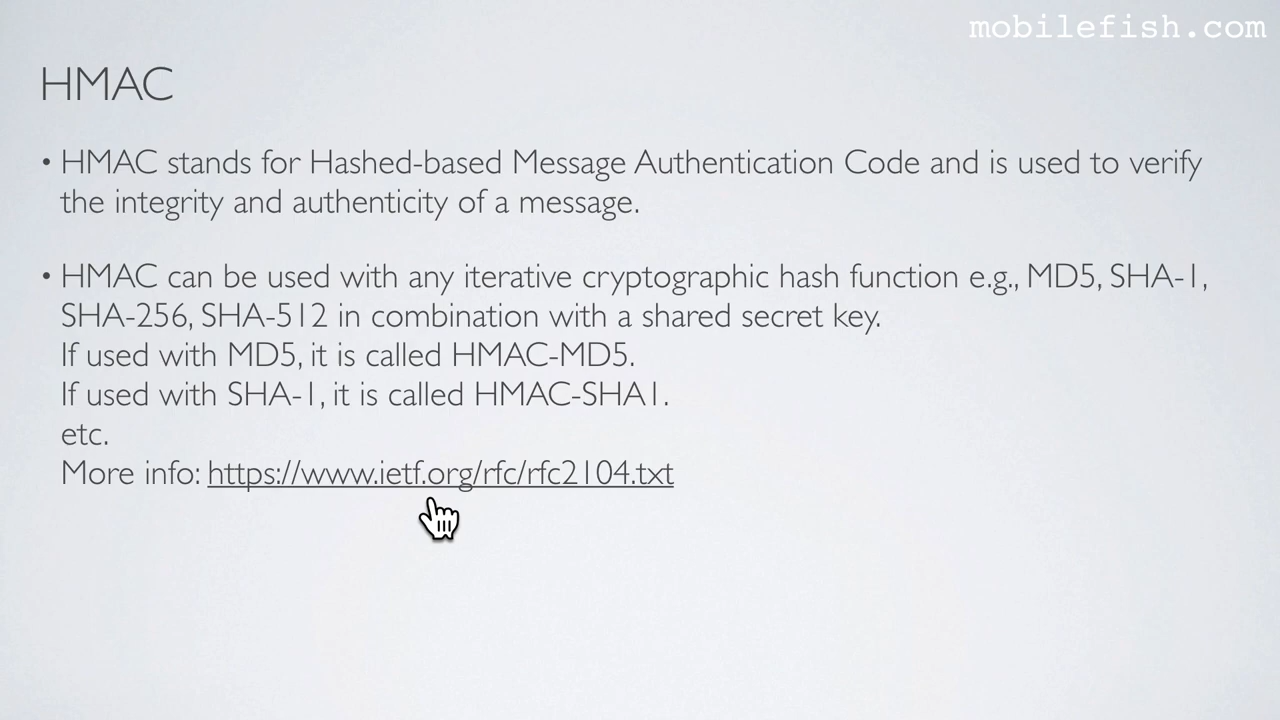 mobilefish.com
HMAC
• HMAC stands for Hashed-based Message Authentication Code and is used to verify
the integrity and authenticity of a message.
• HMAC can be used with any iterative cryptographic hash function e.g., MD5, SHA-1,
SHA-256, SHA-512 in combination with a shared secret key.
If used with MD5, it is called HMAC-MD5.
If used with SHA-1, it is called HMAC-SHA1.
etc.
More info: https://www.ietf.org/rfc/rfc2104.txt